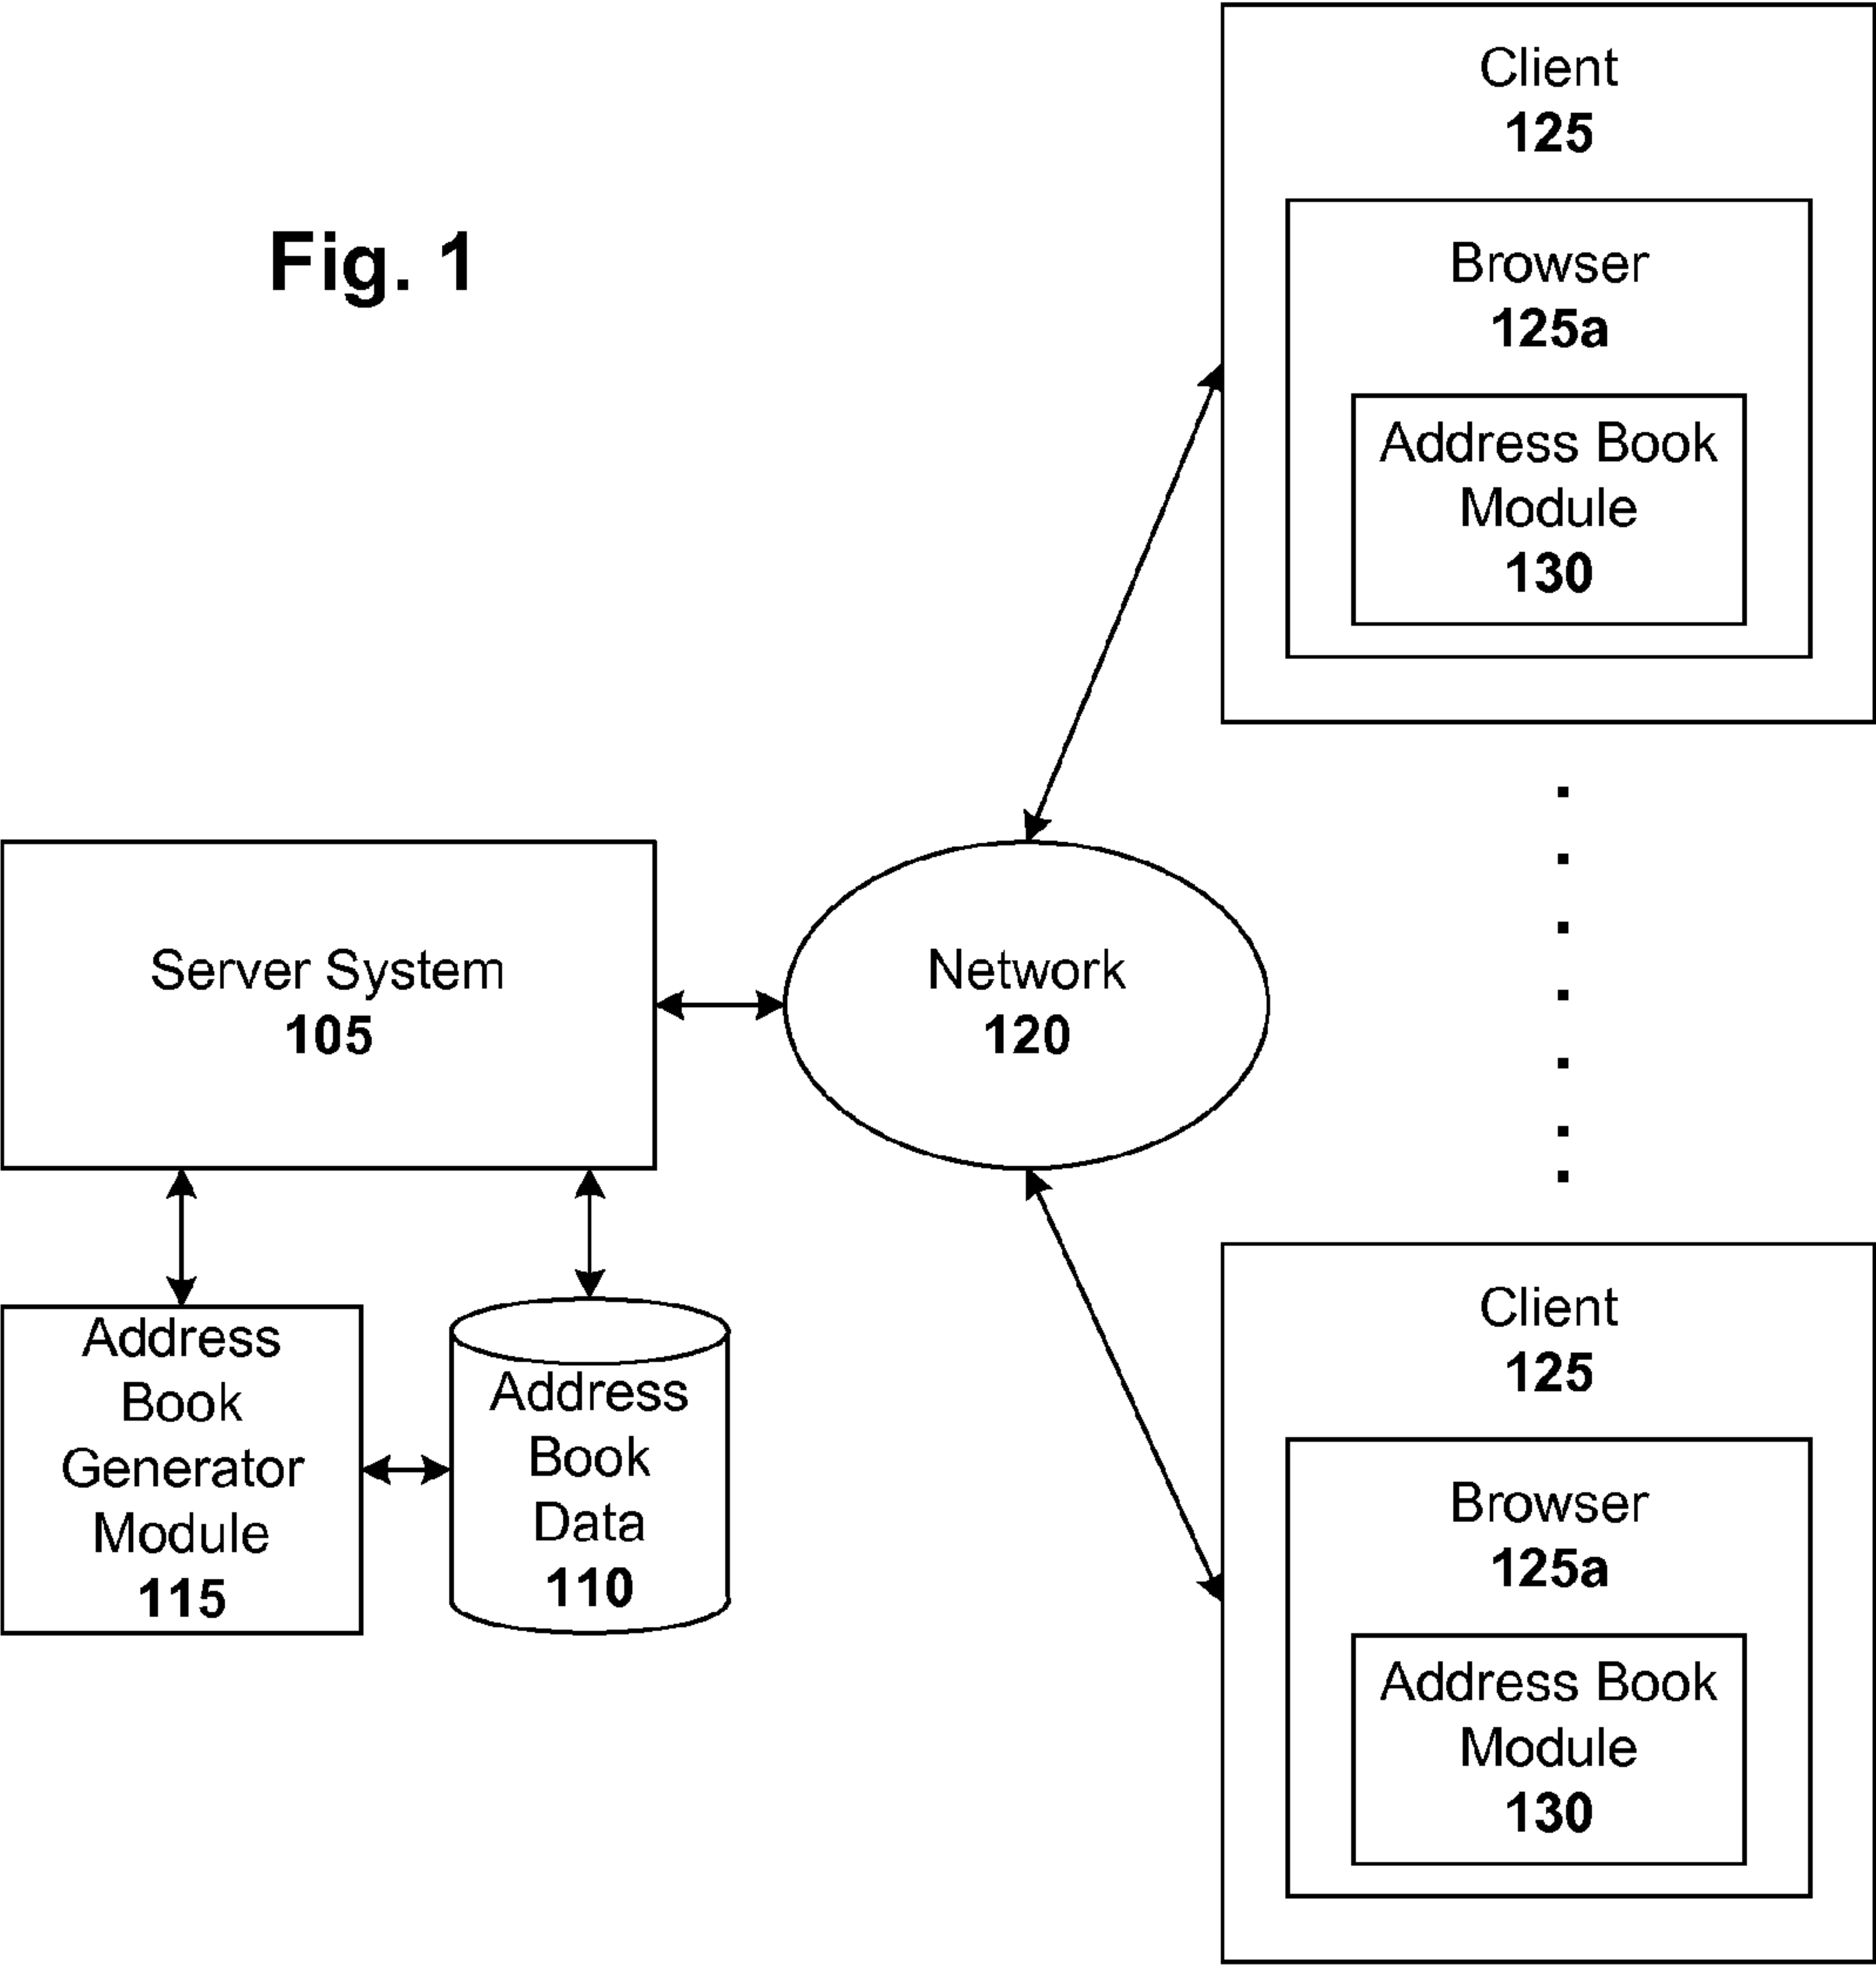 Fig. 1
Client
125
Browser
125a
Address Book
Module
130
Server System
105
Network
120
Address
Book
Generator
Module
115
Address
Book
Data
110
Client
125
Browser
125a
Address Book
Module
130